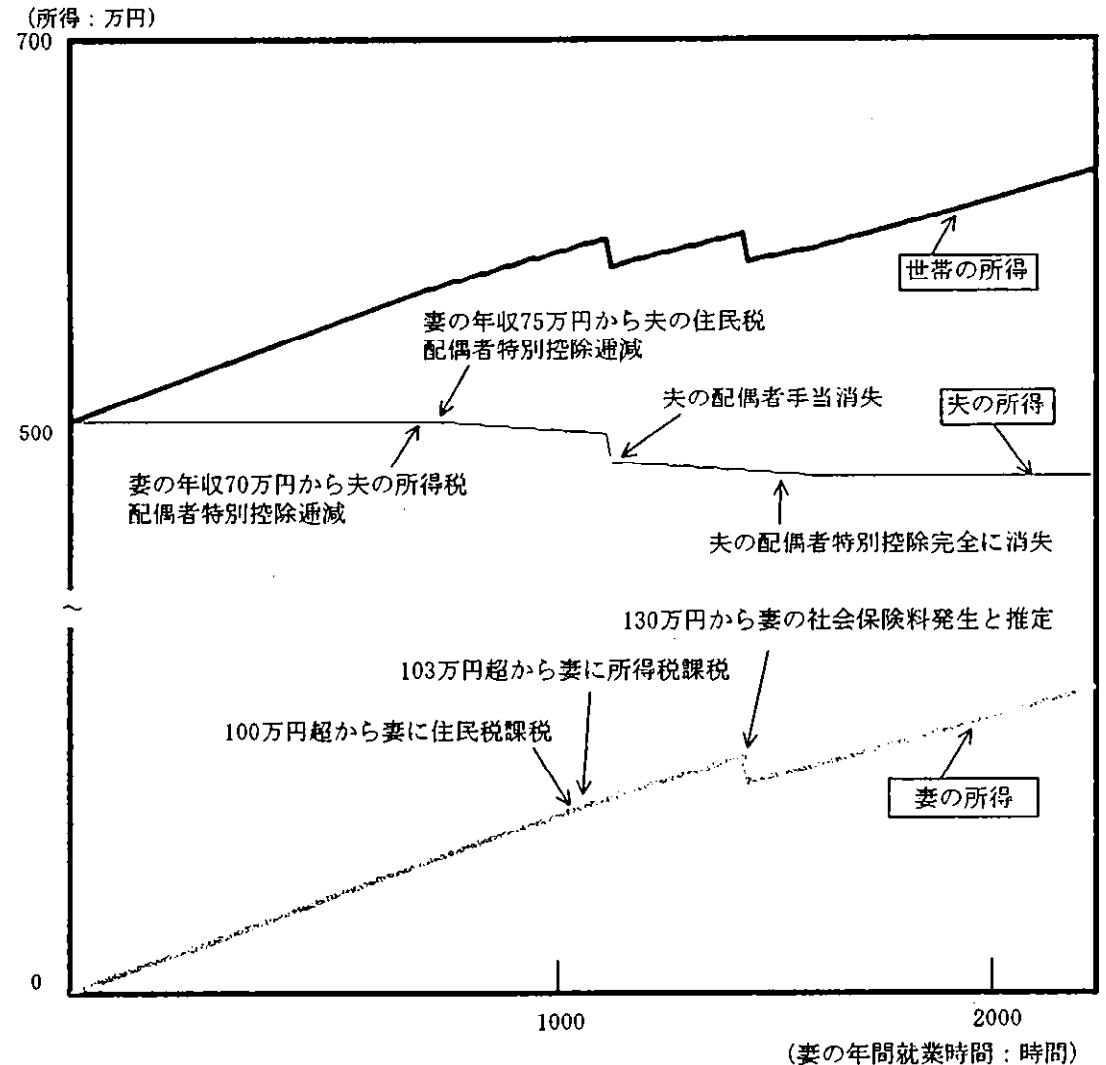 (所得：万円)
700
世帯の所得
妻の年収75万円から夫の住民税
配偶者特別控除逓減
夫の配偶者手当消失
夫の所得
500
妻の年収70万円から夫の所得税
配偶者特別控除逓減
夫の配偶者特別控除完全に消失
～
130万円から妻の社会保険料発生と推定
103万円超から妻に所得税課税
100万円超から妻に住民税課税
妻の所得
0
1000
2000
(妻の年間就業時間：時間)